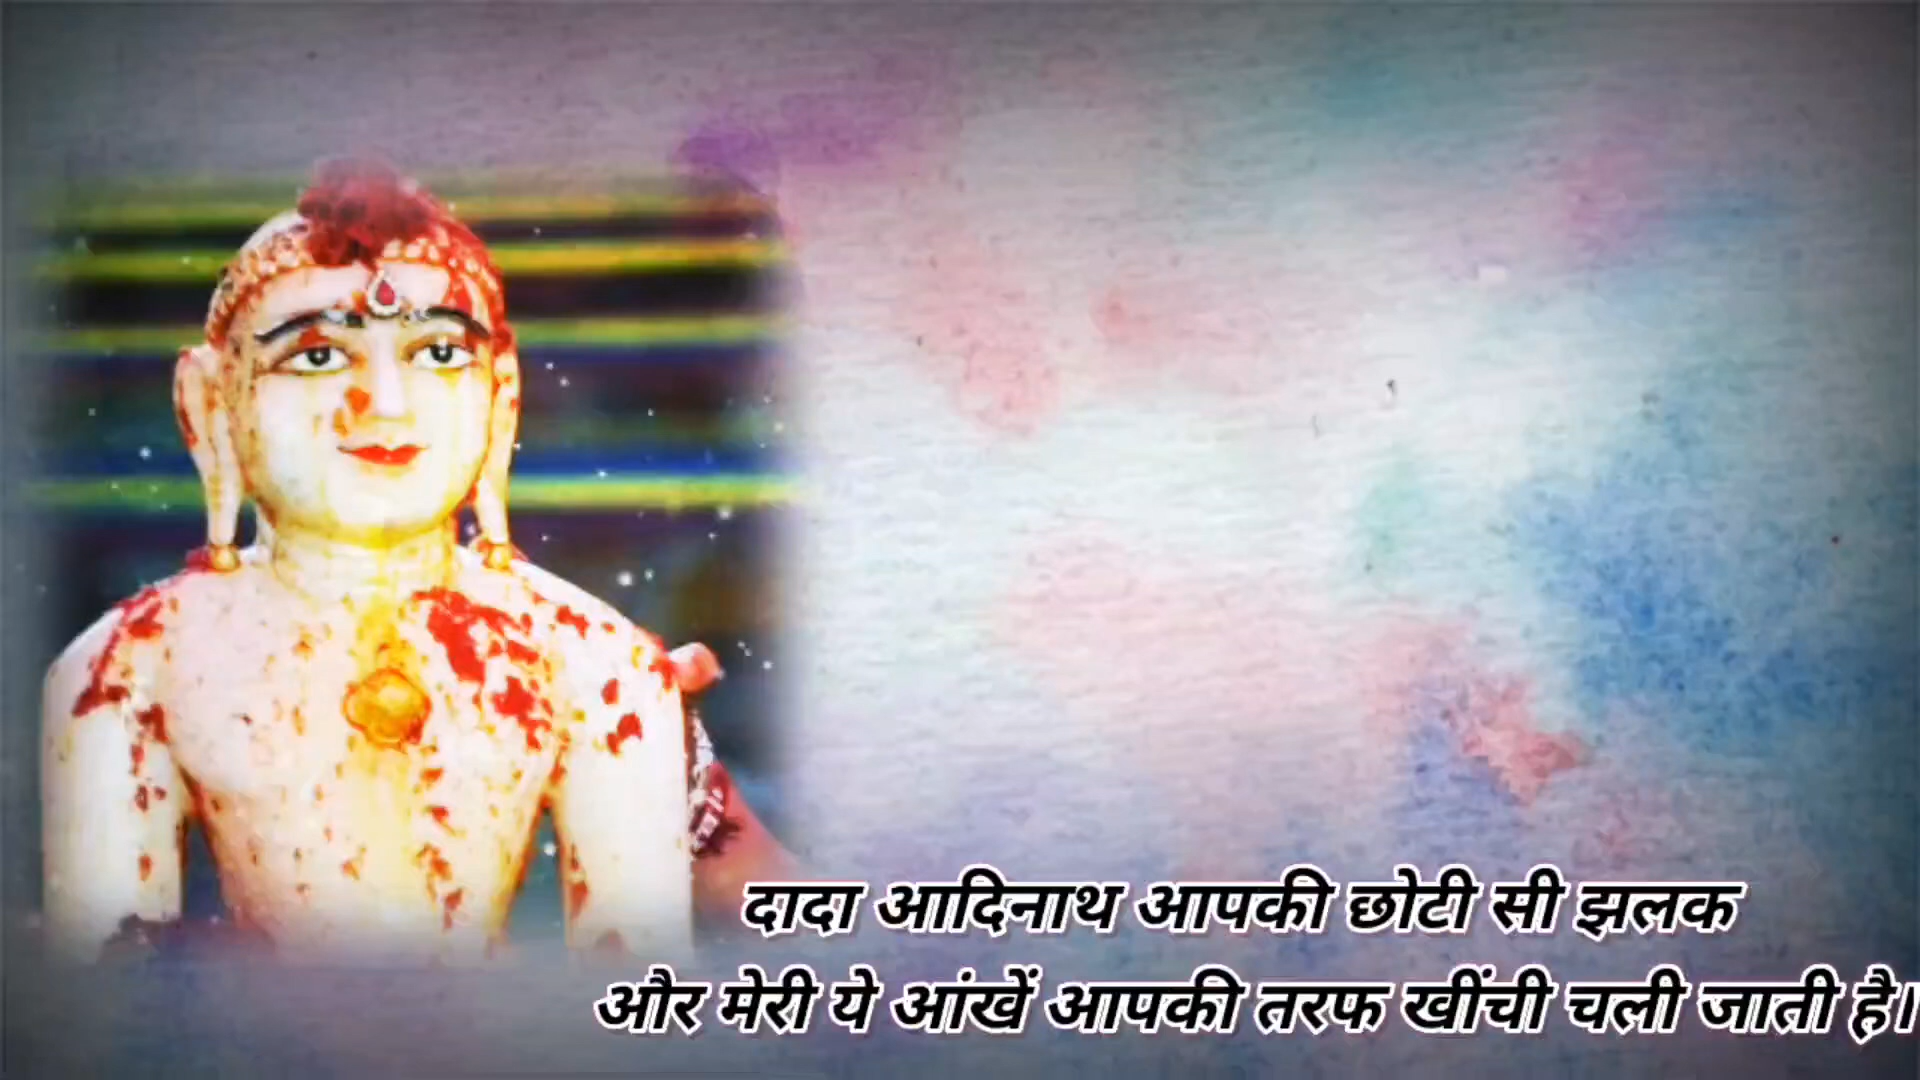 दादा आदिनाथ आपकी छोटी सी झलक
और मेरी ये आंखें आपकी तरफ खींची चली जाती है।